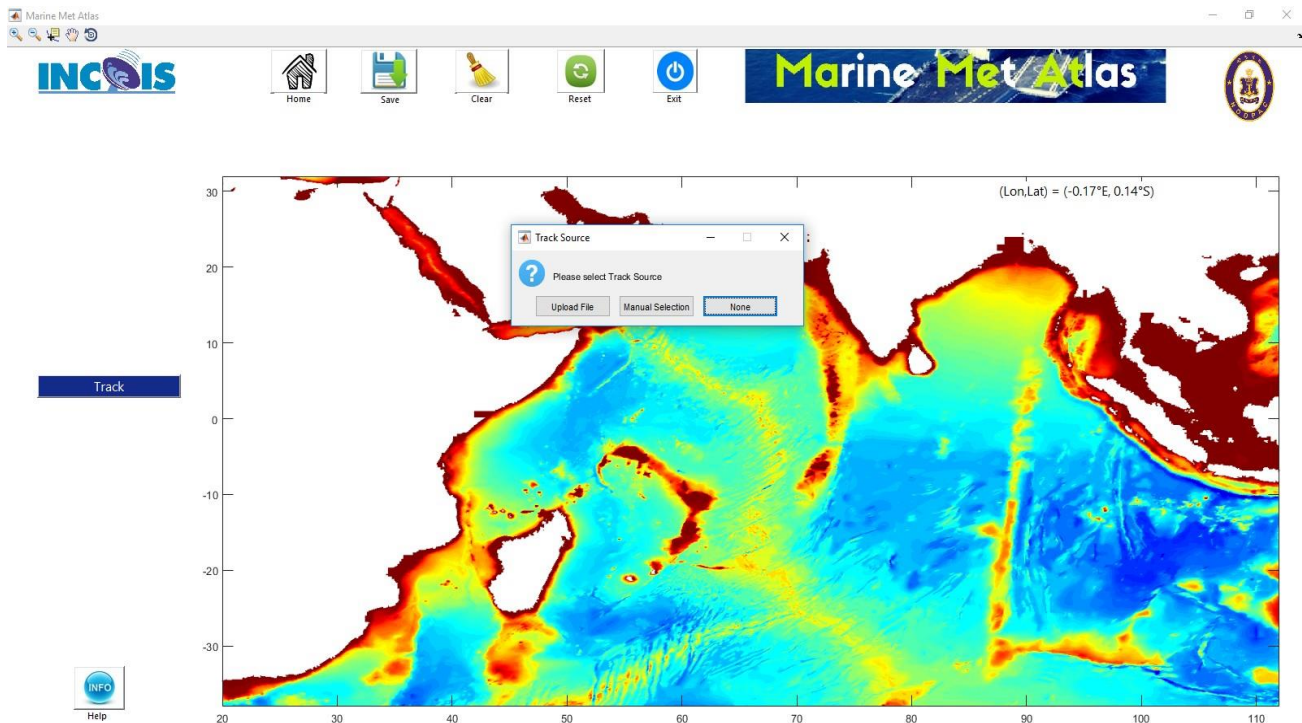 Marine Met Atlas
INCOIS
Home
Save
Clear
Reset
Exit
Marine Met Atlas
(Lon,Lat) = (-0.17°E, 0.14°S)
Track Source
Please select Track Source
Upload File
Manual Selection
None
Track
30
20
10
0
-10
-20
-30
20
30
40
50
60
70
80
90
100
110
INFO
Help